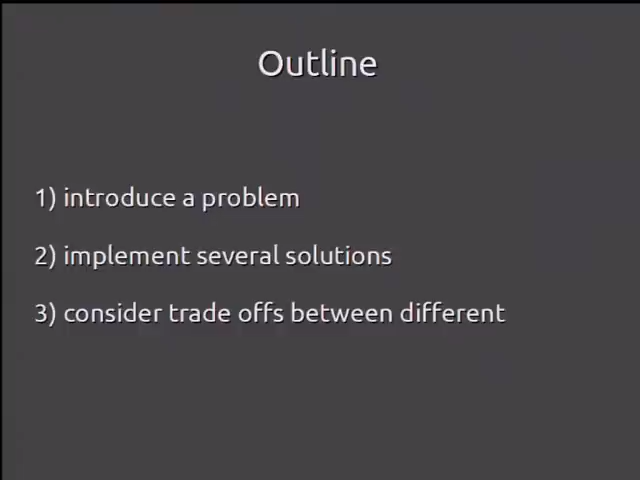 Outline
1) introduce a problem
2) implement several solutions
3) consider trade offs between different